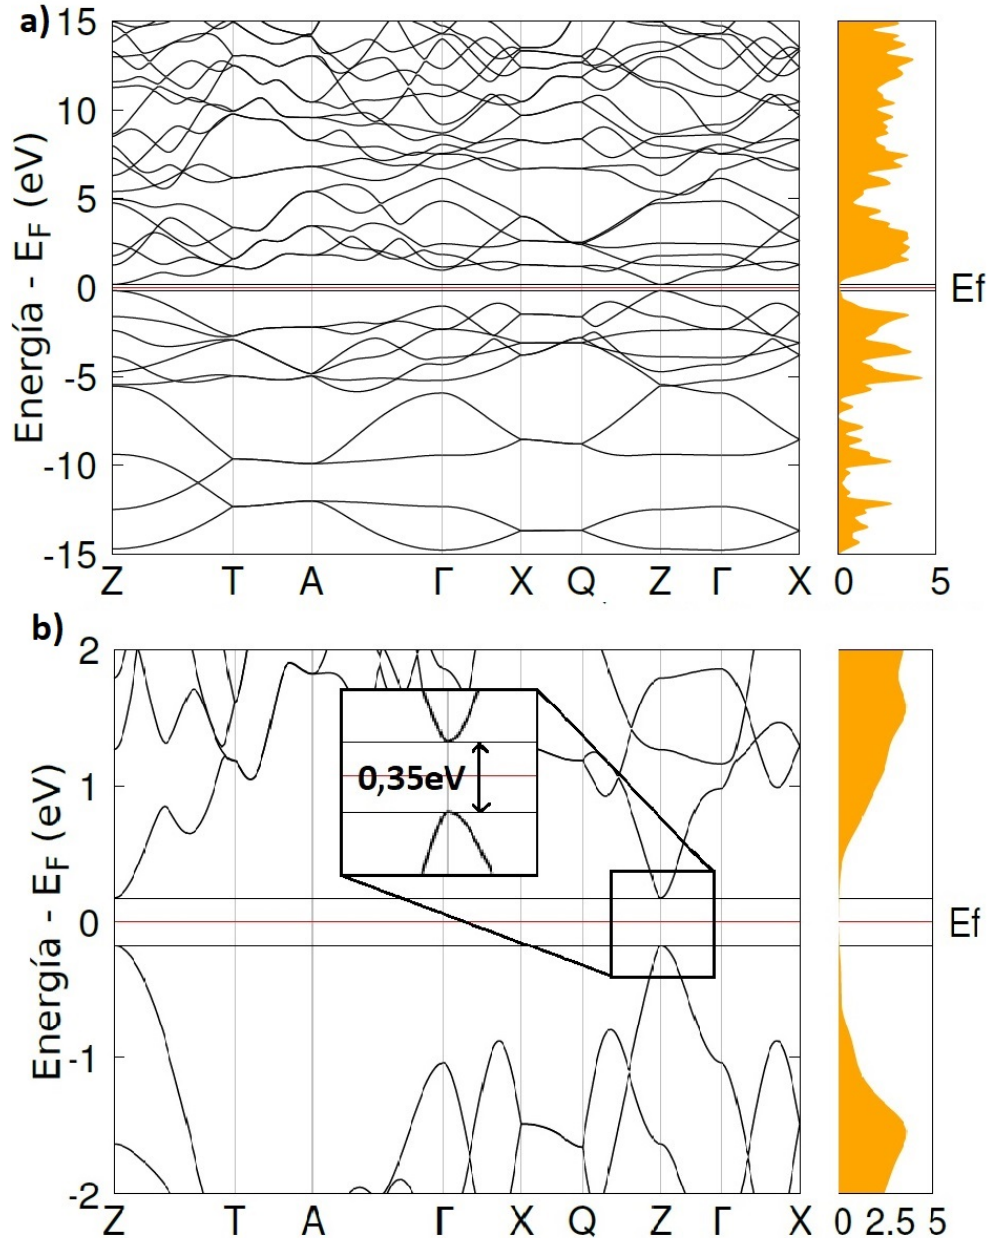 a)
15
10
5
0
-5
-10
-15
Energía - E_F (eV)
Z T A Γ X Q Z Γ X
0 5
Ef
b)
2
1
0
-1
-2
Energía - E_F (eV)
0,35eV
Z T A Γ X Q Z Γ X
0 2.5 5
Ef